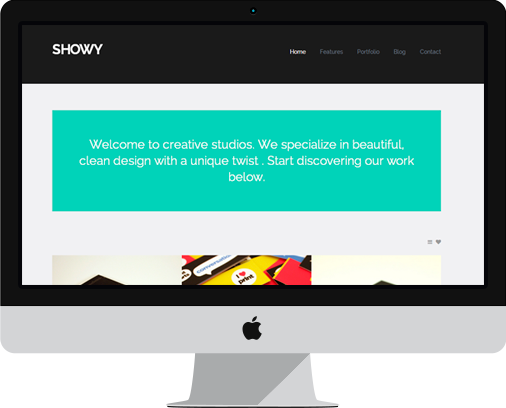 SHOWY
Home Features Portfolio Blog Contact
Welcome to creative studios. We specialize in beautiful,
clean design with a unique twist . Start discovering our work
below.
conversation
I ♥
print